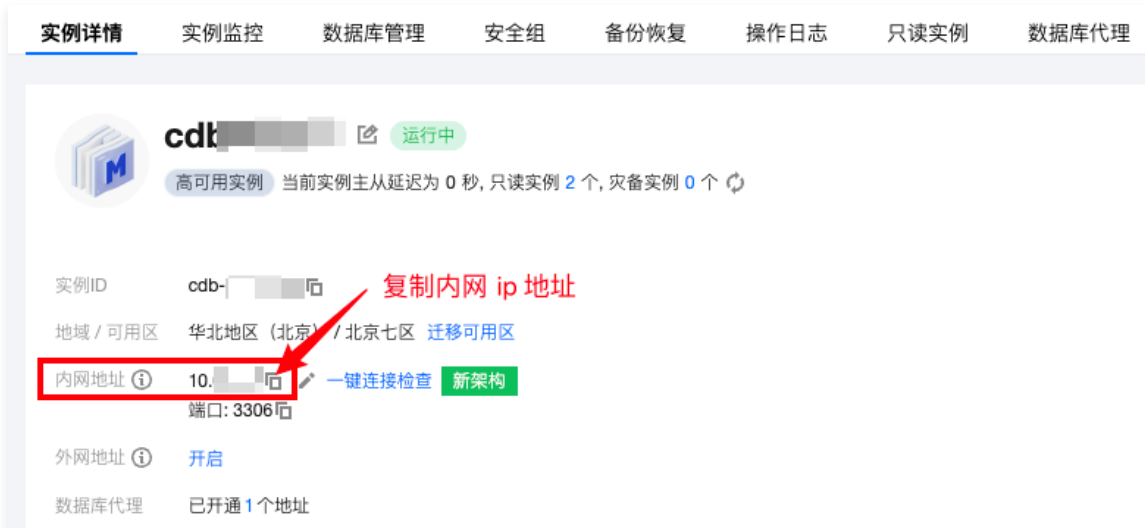 实例详情 实例监控 数据库管理 安全组 备份恢复 操作日志 只读实例 数据库代理
cdb 运行中
高可用实例 当前实例主从延迟为 0 秒, 只读实例 2 个, 灾备实例 0 个
实例ID cdb- 复制内网 ip 地址
地域 / 可用区 华北地区（北京） / 北京七区 迁移可用区
内网地址 10. 一键连接检查 新架构
端口: 3306
外网地址 开启
数据库代理 已开通 1 个地址